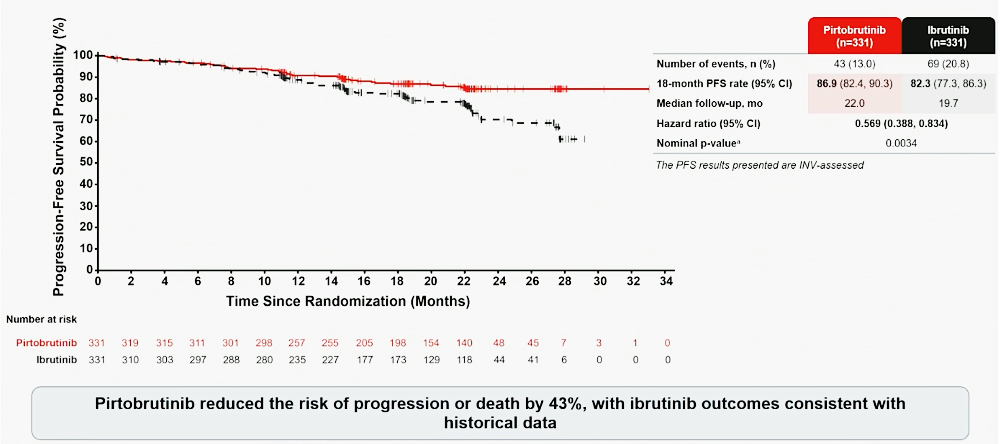 Progression-Free Survival Probability (%)
100
90
80
70
60
50
40
30
20
10
0
0 2 4 6 8 10 12 14 16 18 20 22 24 26 28 30 32 34
Time Since Randomization (Months)
Pirtobrutinib (n=331) Ibrutinib (n=331)
Number of events, n (%) 43 (13.0) 69 (20.8)
18-month PFS rate (95% CI) 86.9 (82.4, 90.3) 82.3 (77.3, 86.3)
Median follow-up, mo 22.0 19.7
Hazard ratio (95% CI) 0.569 (0.388, 0.834)
Nominal p-valueᵃ 0.0034
The PFS results presented are INV-assessed
Number at risk
Pirtobrutinib 331 319 315 311 301 298 257 255 205 198 154 140 48 45 7 3 1 0
Ibrutinib 331 310 303 297 288 280 235 227 177 173 129 118 44 41 6 0 0 0
Pirtobrutinib reduced the risk of progression or death by 43%, with ibrutinib outcomes consistent with
historical data